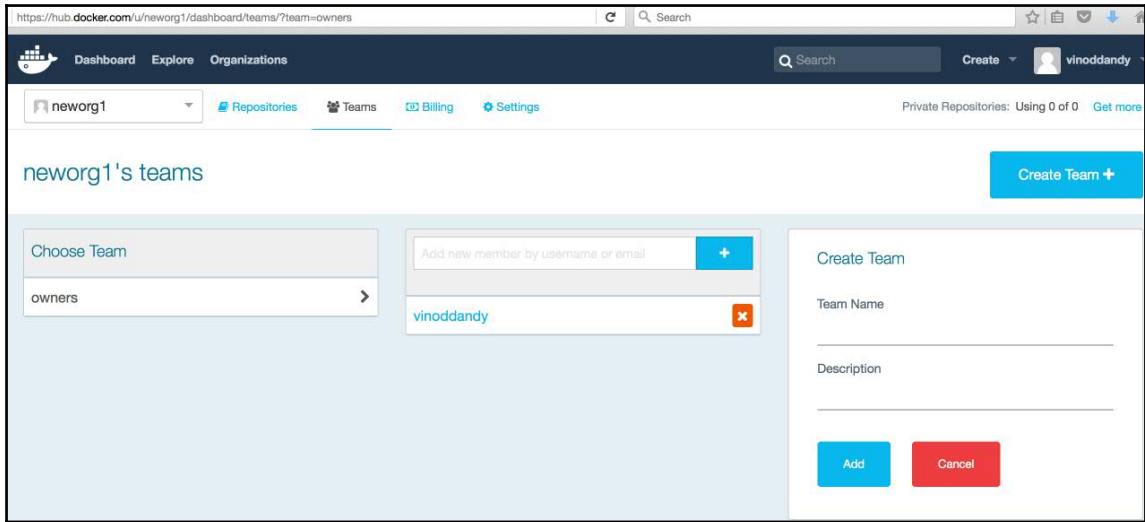 https://hub.docker.com/u/neworg1/dashboard/teams/?team=owners Search
Dashboard Explore Organizations Search Create vinoddandy
neworg1 Repositories Teams Billing Settings Private Repositories: Using 0 of 0 Get more
neworg1's teams Create Team +
Choose Team
owners
Add new member by username or email +
vinoddandy
Create Team
Team Name
Description
Add Cancel